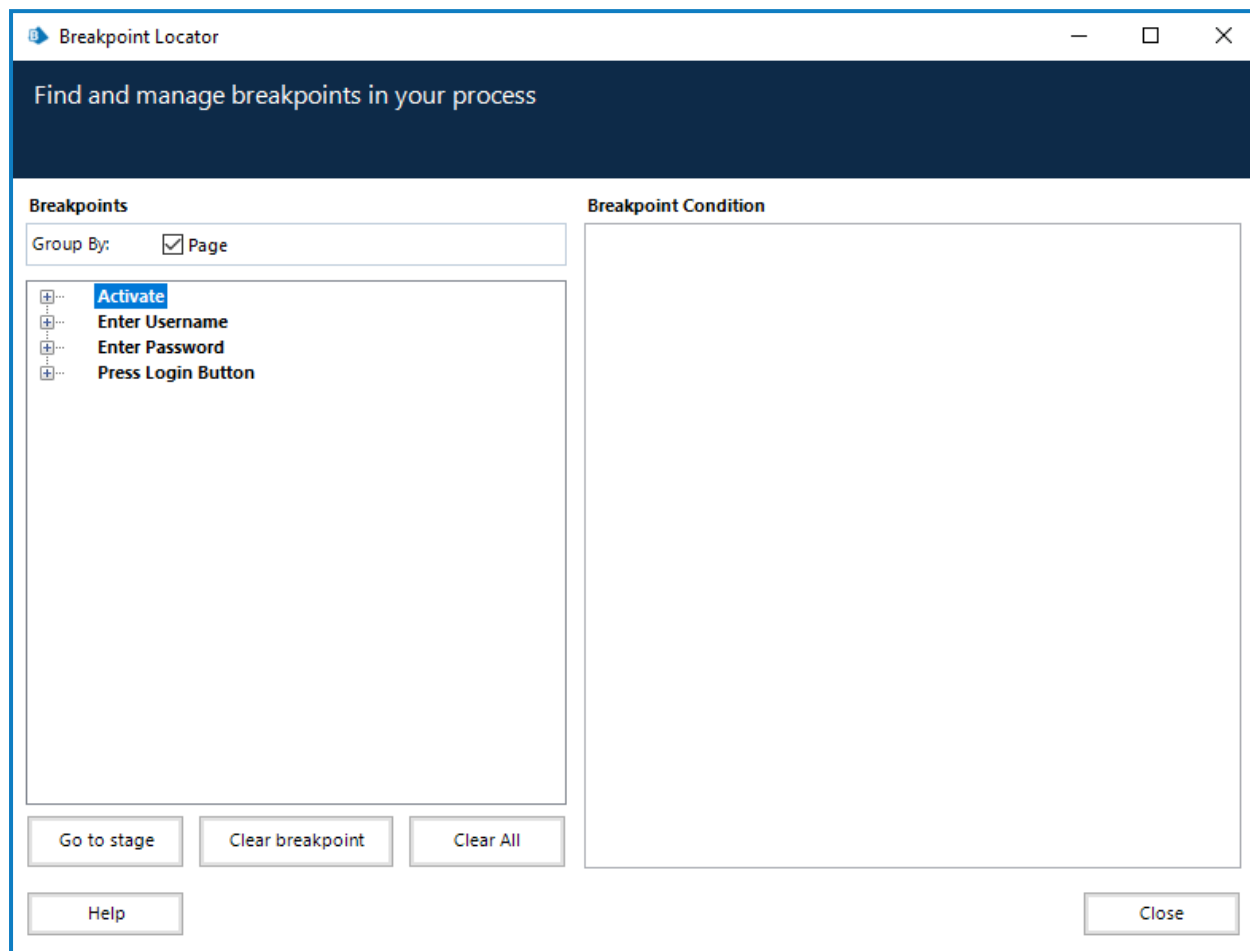 Breakpoint Locator
Find and manage breakpoints in your process
Breakpoints
Group By: Page
Activate
Enter Username
Enter Password
Press Login Button
Go to stage Clear breakpoint Clear All
Help
Breakpoint Condition
Close